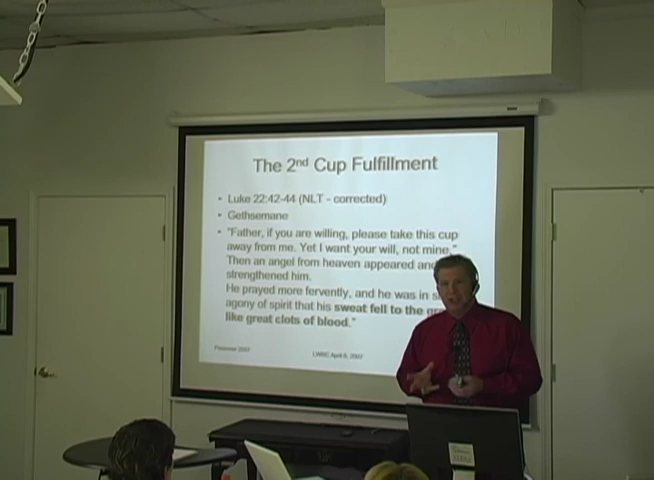 The 2nd Cup Fulfillment
• Luke 22:42-44 (NLT - corrected)
• Gethsemane
• "Father, if you are willing, please take this cup
away from me. Yet I want your will, not mine."
Then an angel from heaven appeared and
strengthened him.
He prayed more fervently, and he was in
agony of spirit that his sweat fell to the
like great clots of blood."
Passover 2007
LWBC April 6, 2007